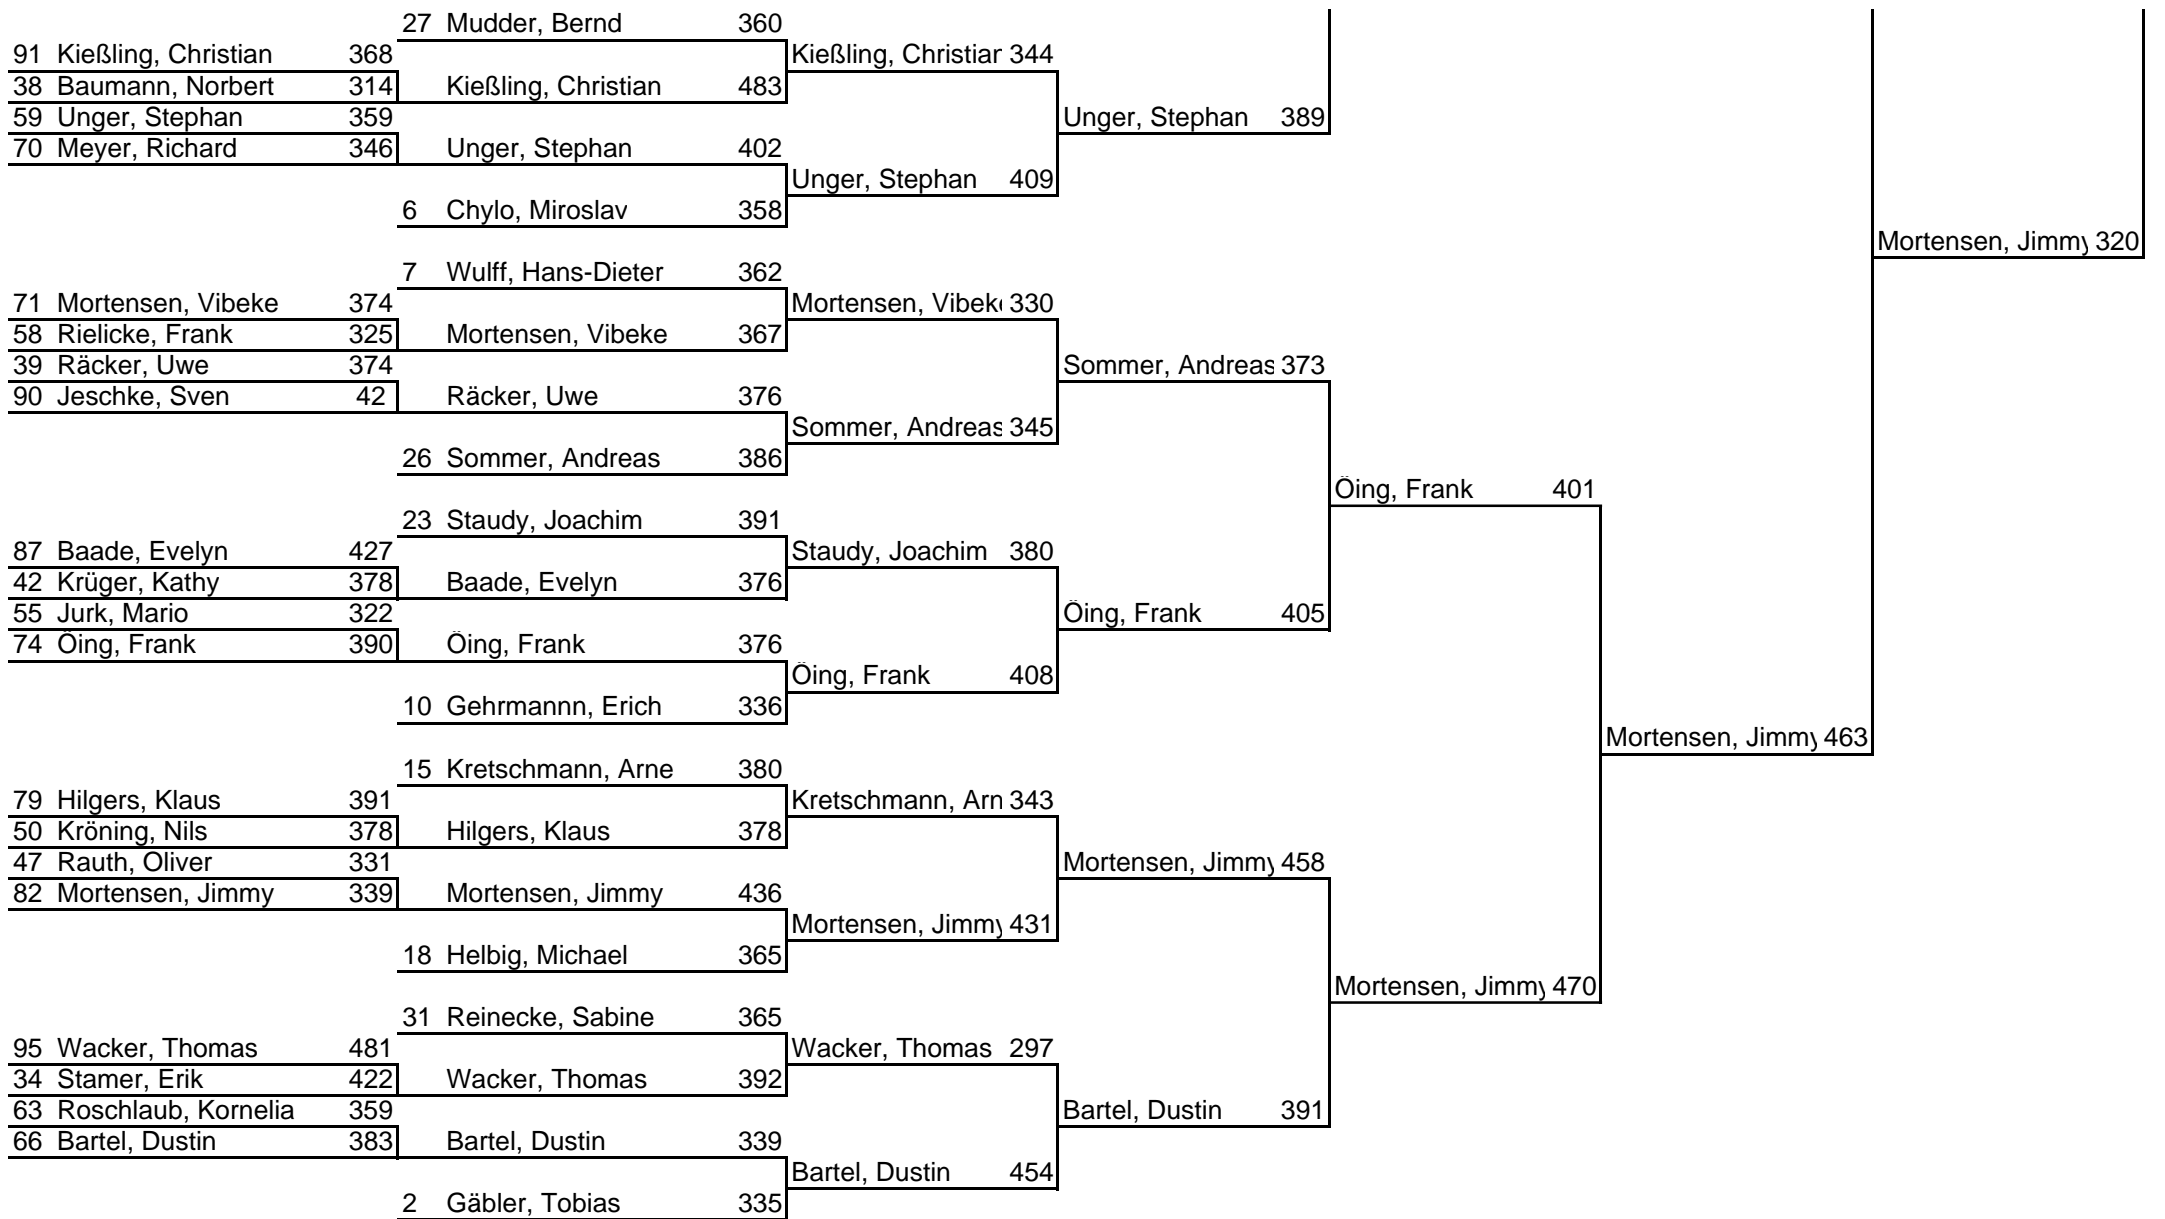 27 Mudder, Bernd 360
91 Kießling, Christian 368 Kießling, Christian 344
38 Baumann, Norbert 314 Kießling, Christian 483
59 Unger, Stephan 359 Unger, Stephan 389
70 Meyer, Richard 346 Unger, Stephan 402
Unger, Stephan 409
6 Chylo, Miroslav 358
Mortensen, Jimmy 320
7 Wulff, Hans-Dieter 362
71 Mortensen, Vibeke 374 Mortensen, Vibeke 330
58 Rielicke, Frank 325 Mortensen, Vibeke 367
39 Räcker, Uwe 374 Sommer, Andreas 373
90 Jeschke, Sven 42 Räcker, Uwe 376
Sommer, Andreas 345
26 Sommer, Andreas 386
Öing, Frank 401
23 Staudy, Joachim 391
87 Baade, Evelyn 427 Staudy, Joachim 380
42 Krüger, Kathy 378 Baade, Evelyn 376
55 Jurk, Mario 322 Öing, Frank 405
74 Öing, Frank 390 Öing, Frank 376
Öing, Frank 408
10 Gehrmannn, Erich 336
Mortensen, Jimmy 463
15 Kretschmann, Arne 380
79 Hilgers, Klaus 391 Kretschmann, Arn 343
50 Kröning, Nils 378 Hilgers, Klaus 378
47 Rauth, Oliver 331 Mortensen, Jimmy 458
82 Mortensen, Jimmy 339 Mortensen, Jimmy 436
Mortensen, Jimmy 431
18 Helbig, Michael 365
Mortensen, Jimmy 470
31 Reinecke, Sabine 365
95 Wacker, Thomas 481 Wacker, Thomas 297
34 Stamer, Erik 422 Wacker, Thomas 392
63 Roschlaub, Kornelia 359 Bartel, Dustin 391
66 Bartel, Dustin 383 Bartel, Dustin 339
Bartel, Dustin 454
2 Gäbler, Tobias 335